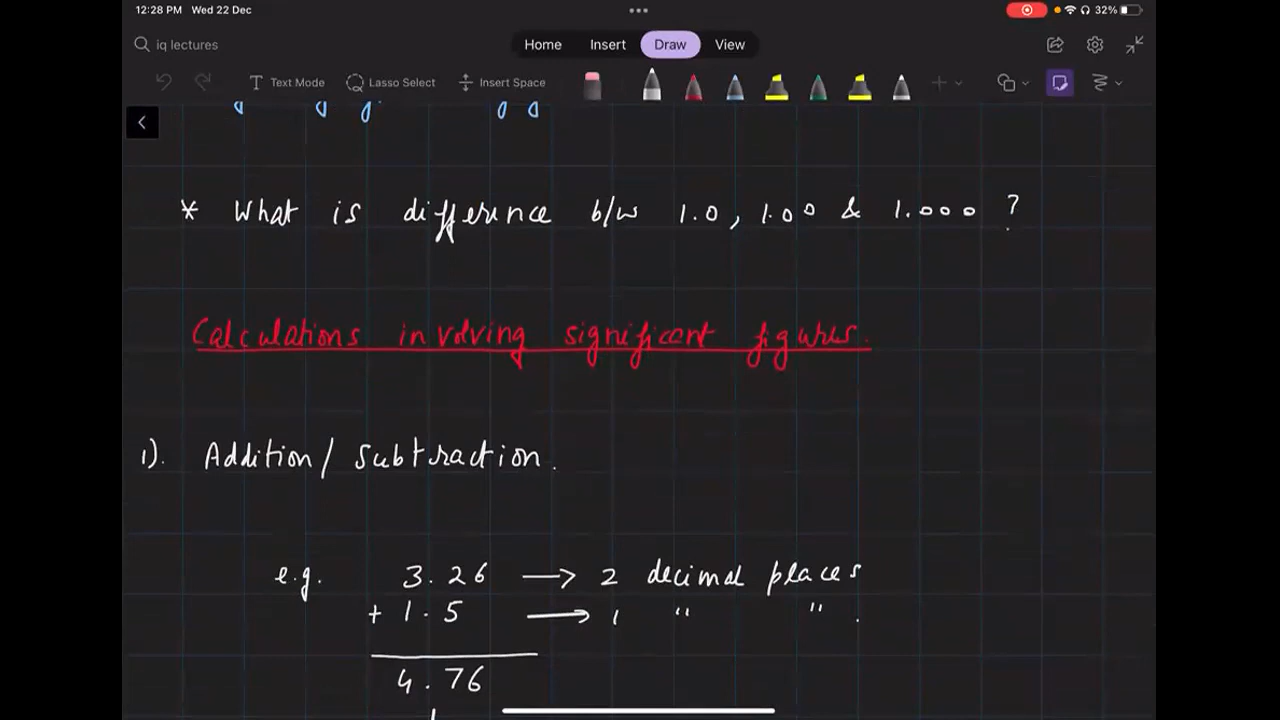 12:28 PM Wed 22 Dec
32%
iq lectures
Home Insert Draw View
Text Mode Lasso Select Insert Space
* What is difference b/w 1.0, 1.00 & 1.000 ?
Calculations involving significant figures.
1). Addition/ Subtraction.
e.g. 3.26 → 2 decimal places
+ 1.5 → 1 " " .
4.76